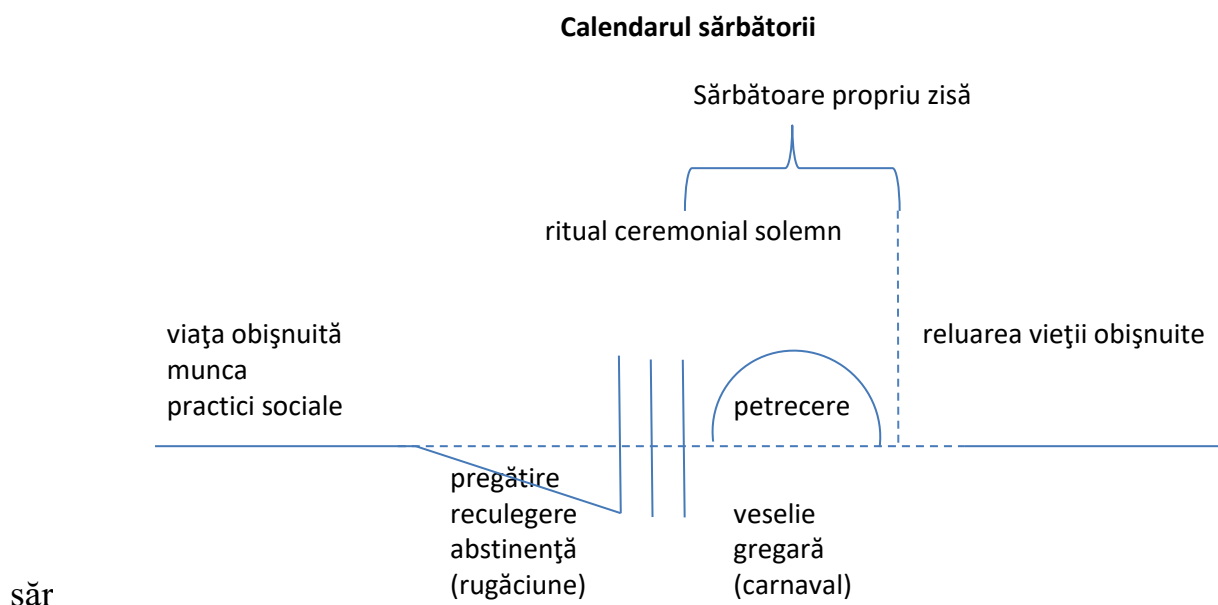 Calendarul sărbătorii
Sărbătoare propriu zisă
ritual ceremonial solemn
viaţa obişnuită
munca
practici sociale
reluarea vieţii obişnuite
petrecere
pregătire
reculegere
abstinenţă
(rugăciune)
veselie
gregară
(carnaval)
săr